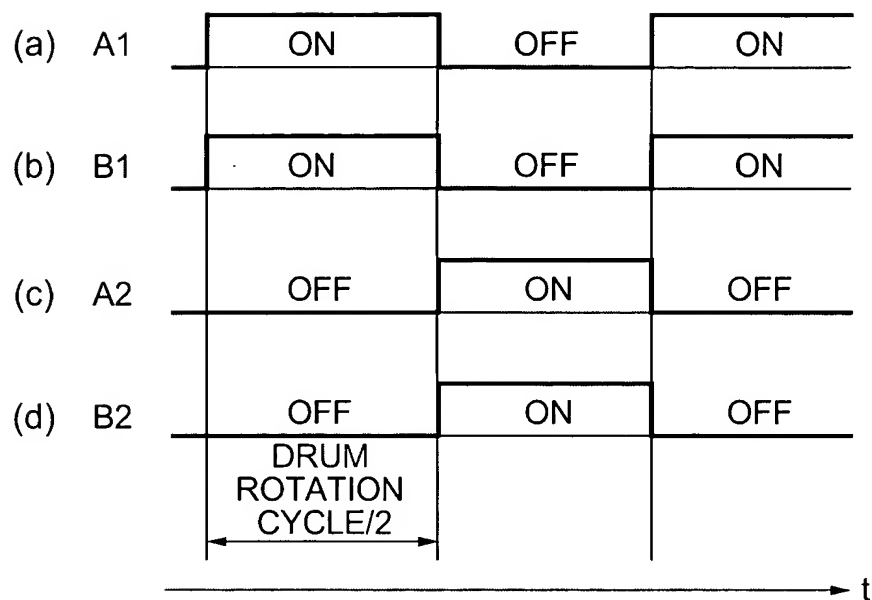 (a) A1 ON OFF ON
(b) B1 ON OFF ON
(c) A2 OFF ON OFF
(d) B2 OFF ON OFF
DRUM
ROTATION
CYCLE/2
t